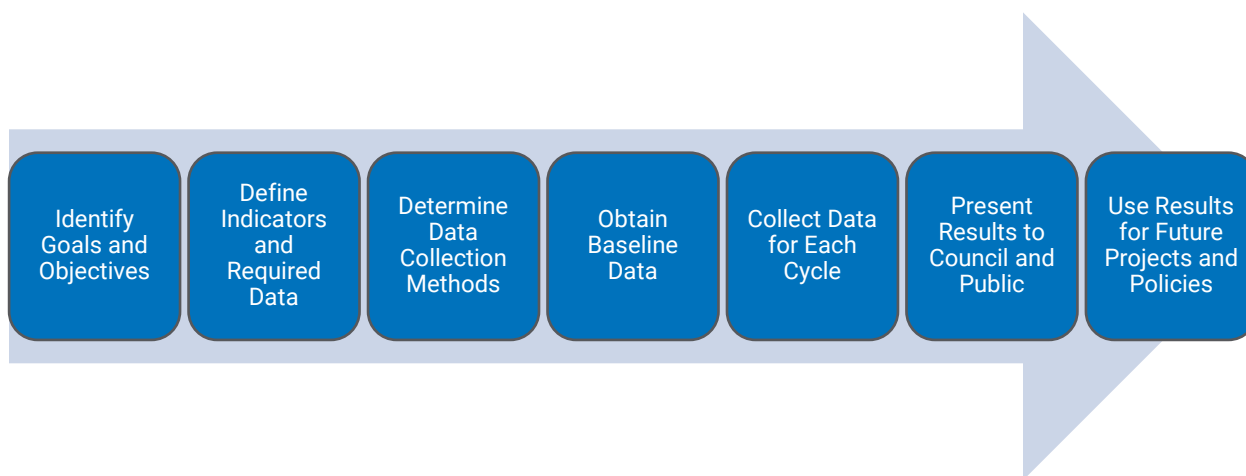 Identify
Goals and
Objectives
Define
Indicators
and
Required
Data
Determine
Data
Collection
Methods
Obtain
Baseline
Data
Collect Data
for Each
Cycle
Present
Results to
Council and
Public
Use Results
for Future
Projects and
Policies